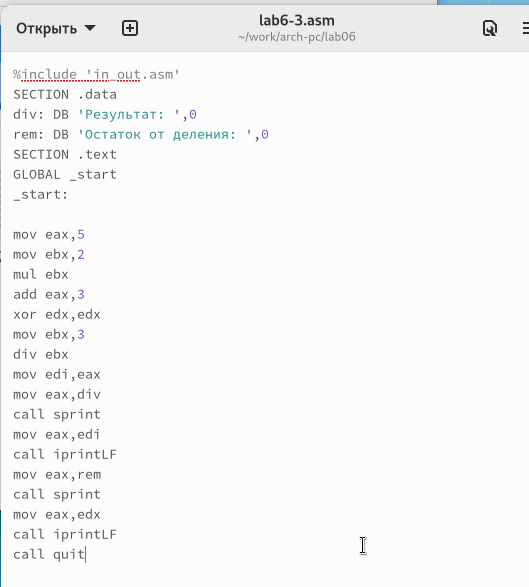 Открыть
lab6-3.asm
~/work/arch-pc/lab06
%include 'in_out.asm'
SECTION .data
div: DB 'Результат: ',0
rem: DB 'Остаток от деления: ',0
SECTION .text
GLOBAL _start
_start:
mov eax,5
mov ebx,2
mul ebx
add eax,3
xor edx,edx
mov ebx,3
div ebx
mov edi,eax
mov eax,div
call sprint
mov eax,edi
call iprintLF
mov eax,rem
call sprint
mov eax,edx
call iprintLF
call quit